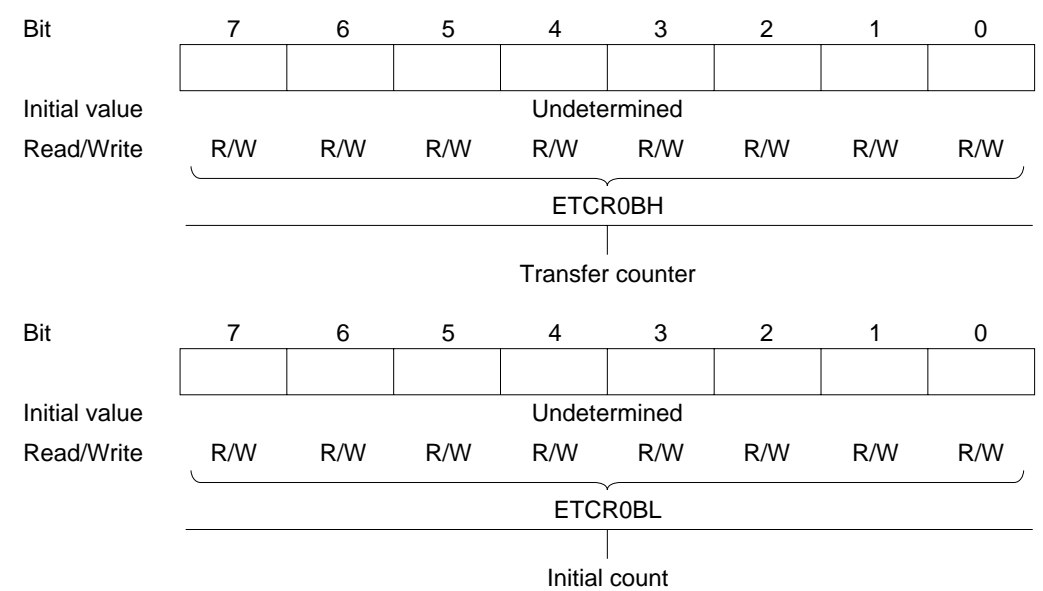 Bit 7 6 5 4 3 2 1 0
Initial value Undetermined
Read/Write R/W R/W R/W R/W R/W R/W R/W R/W
ETCR0BH
Transfer counter
Bit 7 6 5 4 3 2 1 0
Initial value Undetermined
Read/Write R/W R/W R/W R/W R/W R/W R/W R/W
ETCR0BL
Initial count